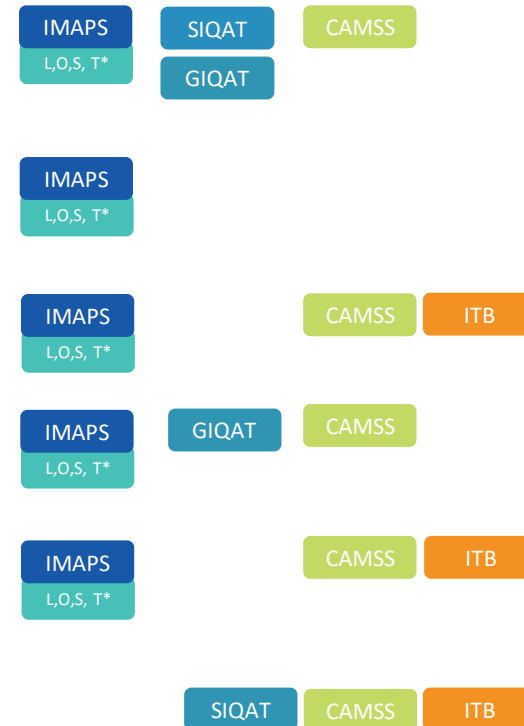 IMAPS SIQAT CAMSS
L,O,S, T*
GIQAT
IMAPS
L,O,S, T*
IMAPS CAMSS ITB
L,O,S, T*
IMAPS GIQAT CAMSS
L,O,S, T*
IMAPS CAMSS ITB
L,O,S, T*
SIQAT CAMSS ITB